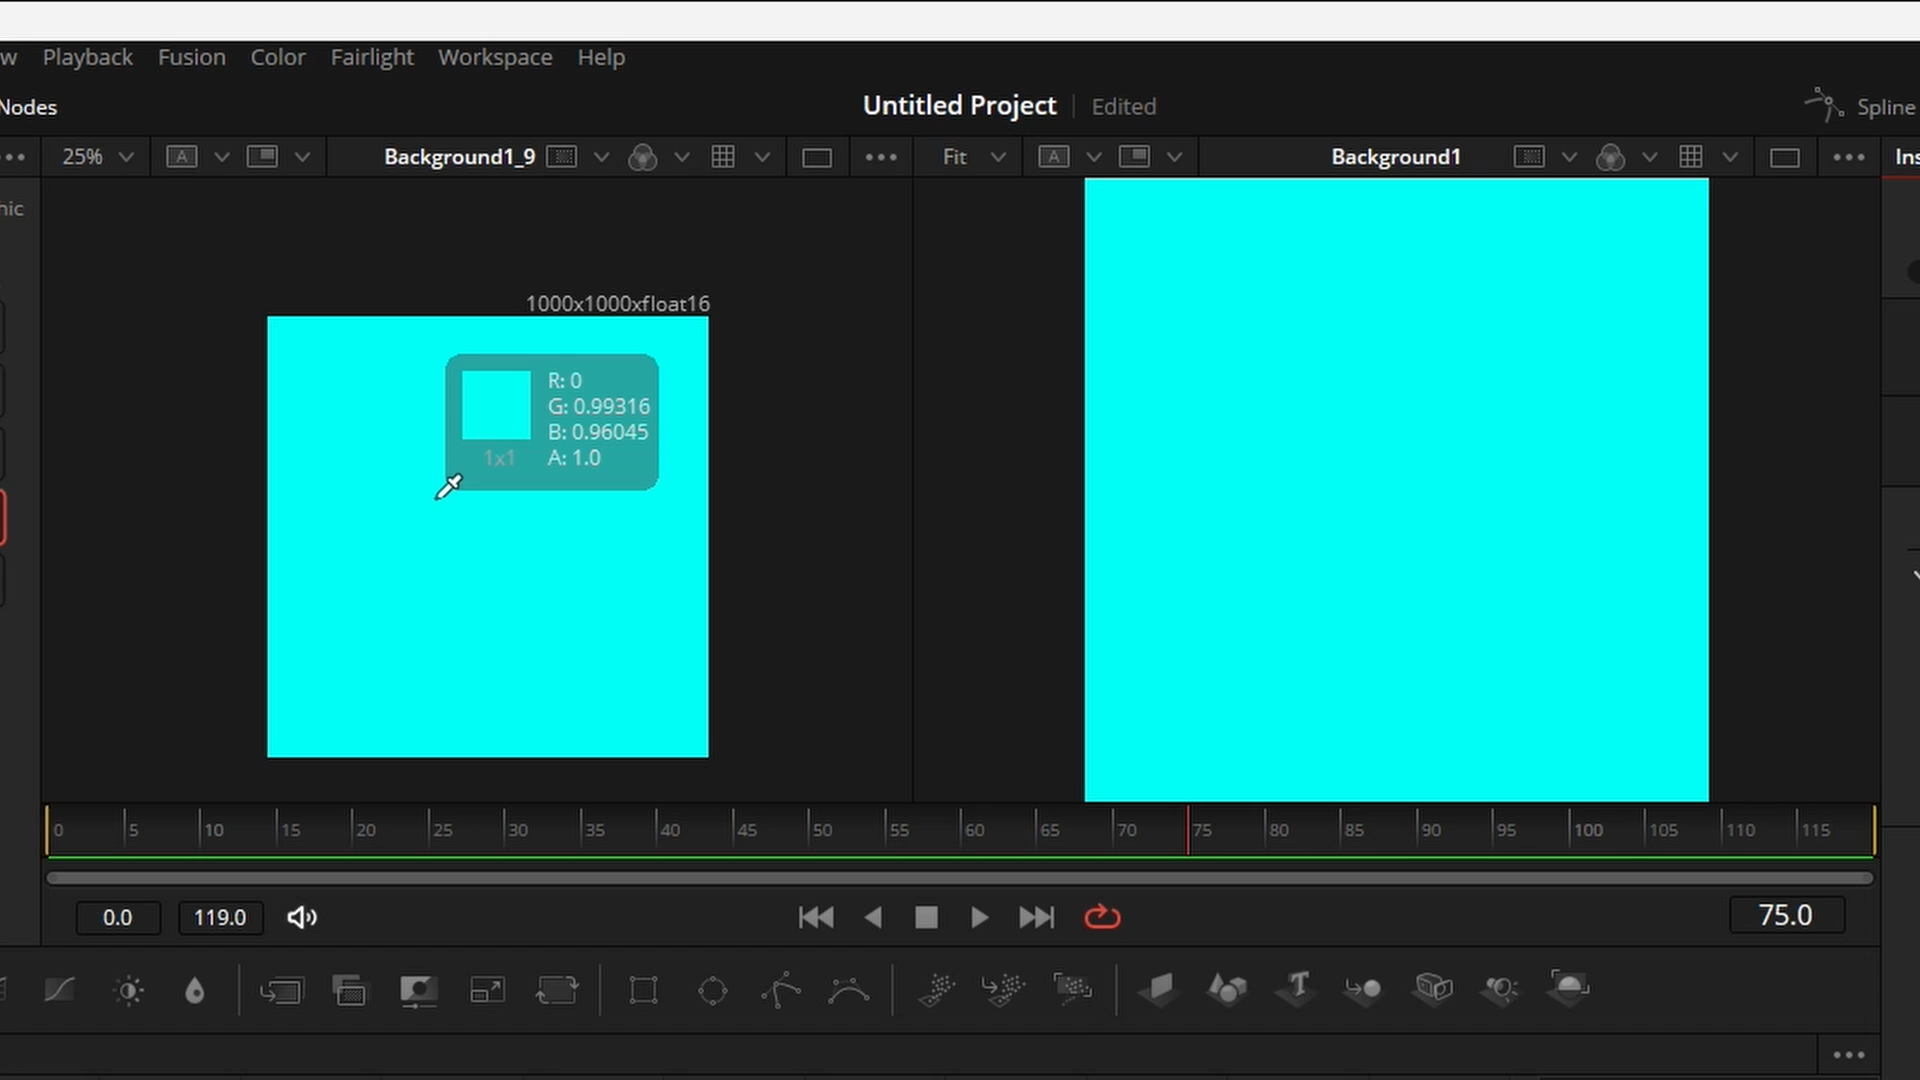 w Playback Fusion Color Fairlight Workspace Help
Nodes Untitled Project Edited Spline
25% A Background1_9 Fit A Background1 Ins
hic
1000x1000xfloat16
R: 0
G: 0.99316
B: 0.96045
1x1 A: 1.0
0 5 10 15 20 25 30 35 40 45 50 55 60 65 70 75 80 85 90 95 100 105 110 115
0.0 119.0 75.0
T